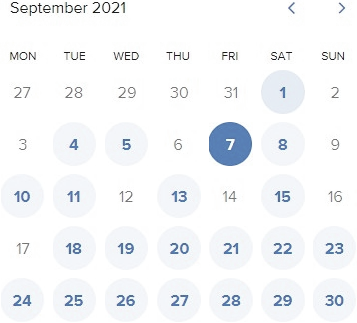 September 2021
MON TUE WED THU FRI SAT SUN
27 28 29 30 31 1 2
3 4 5 6 7 8 9
10 11 12 13 14 15 16
17 18 19 20 21 22 23
24 25 26 27 28 29 30